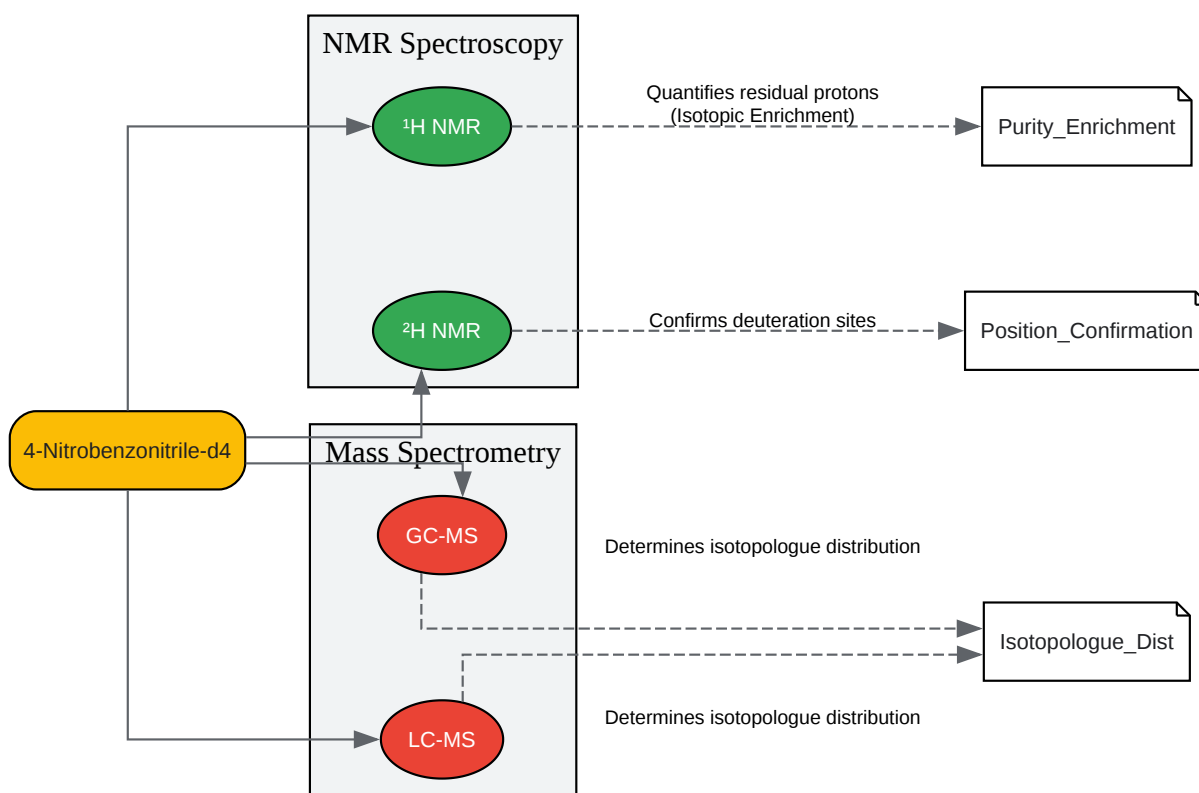 NMR Spectroscopy
¹H NMR
Quantifies residual protons
(Isotopic Enrichment)
Purity_Enrichment
²H NMR
Confirms deuteration sites
Position_Confirmation
4-Nitrobenzonitrile-d4
Mass Spectrometry
GC-MS
Determines isotopologue distribution
Isotopologue_Dist
LC-MS
Determines isotopologue distribution